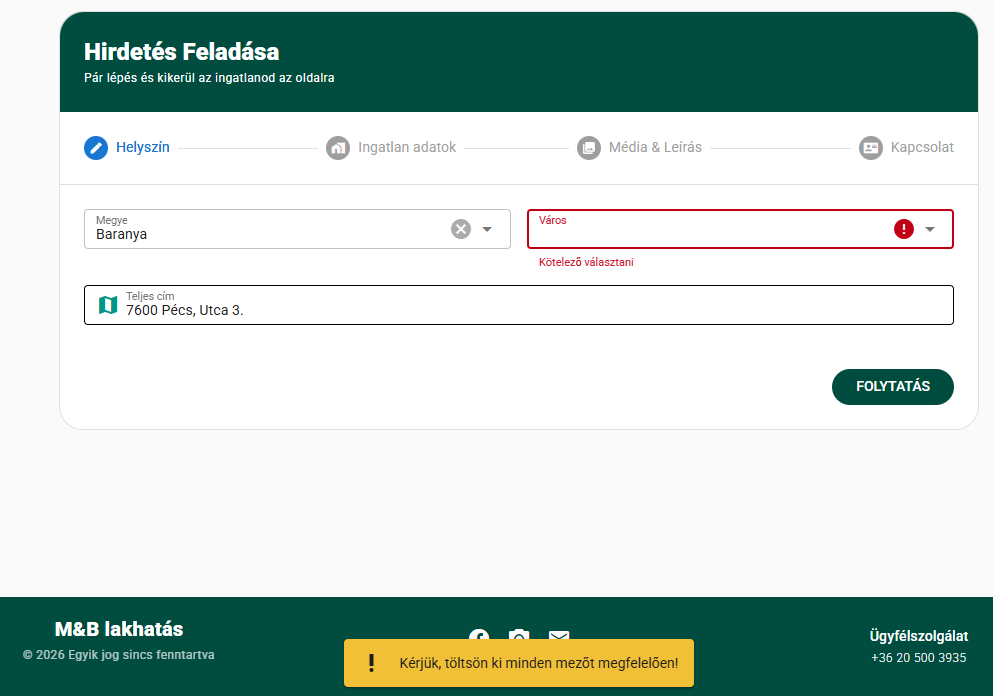 Hirdetés Feladása
Pár lépés és kikerül az ingatlanod az oldalra
Helyszín
Ingatlan adatok
Média & Leírás
Kapcsolat
Megye
Baranya
Város
Kötelező választani
Teljes cím
7600 Pécs, Utca 3.
FOLYTATÁS
M&B lakhatás
© 2026 Egyik jog sincs fenntartva
Kérjük, töltsön ki minden mezőt megfelelően!
Ügyfélszolgálat
+36 20 500 3935